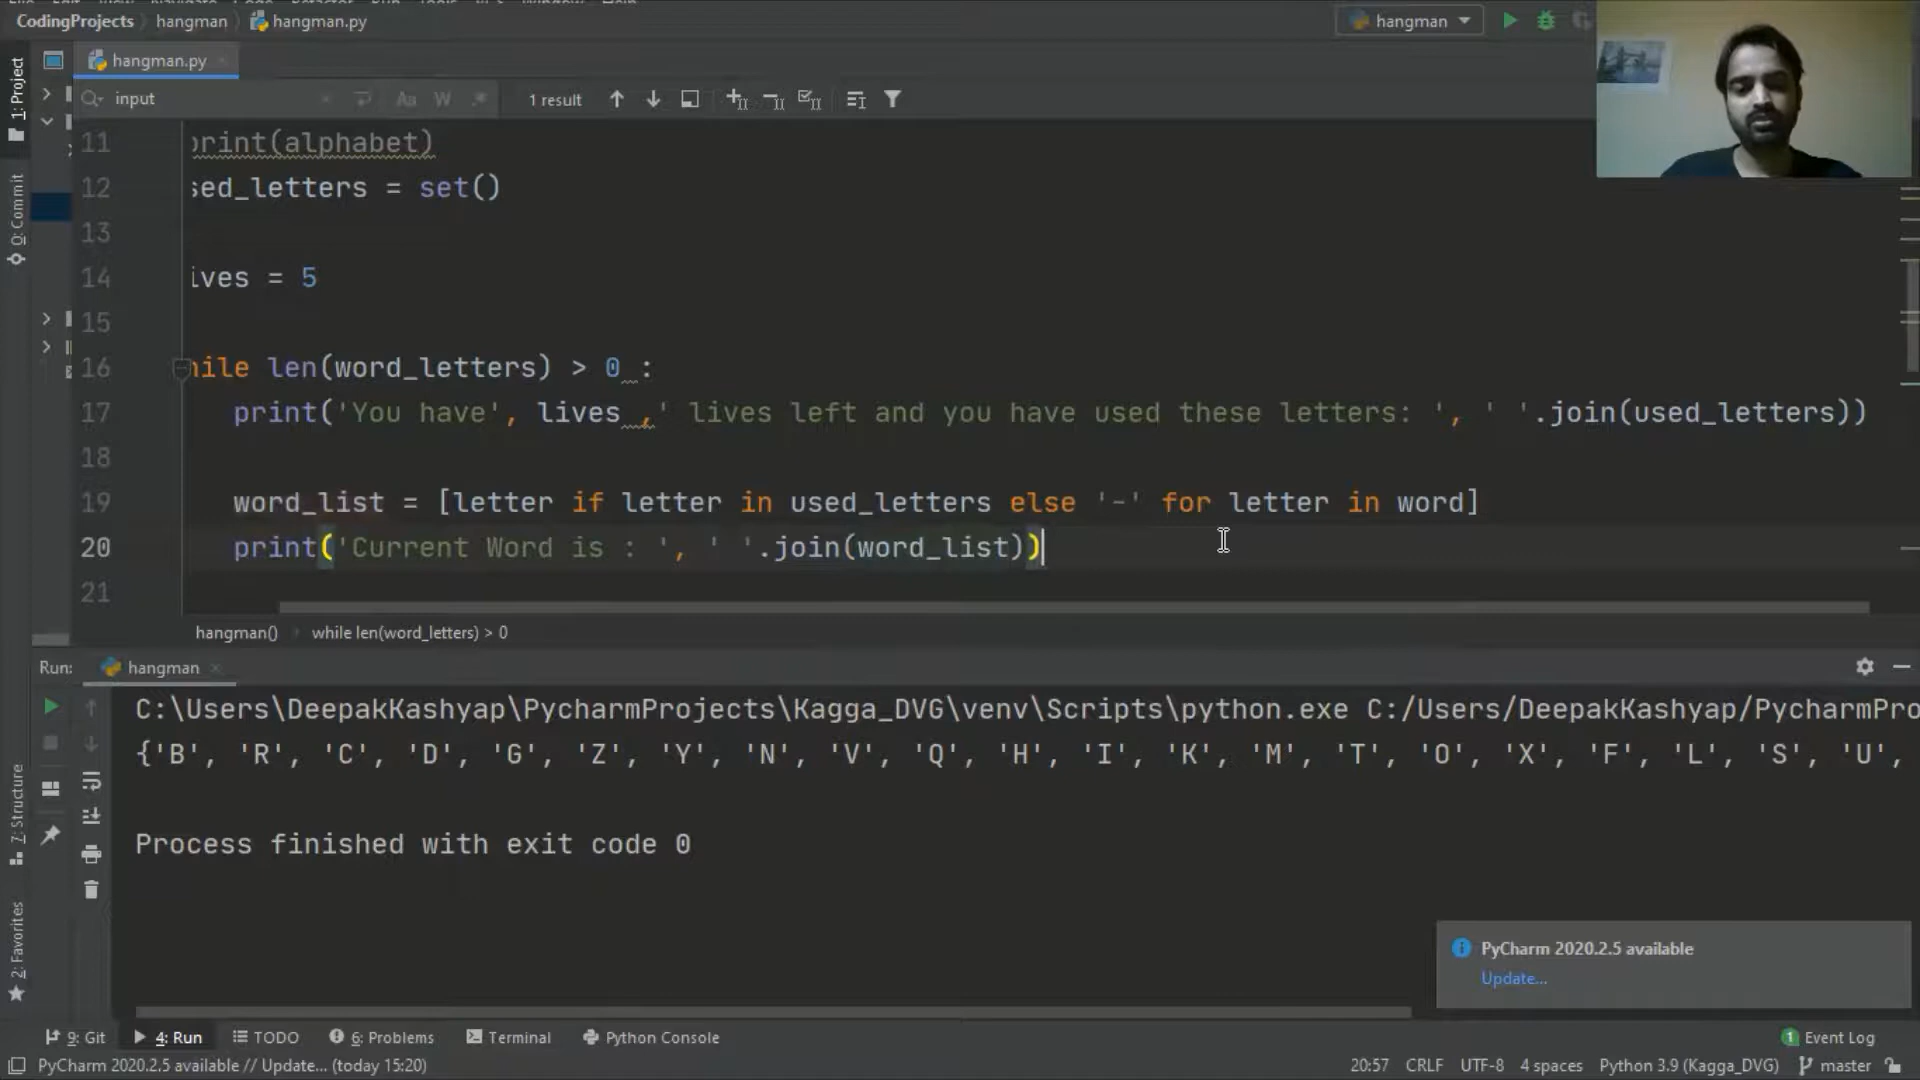 CodingProjects hangman hangman.py hangman
hangman.py
input 1 result
1: Project
0: Commit
7: Structure
2: Favorites
11 print(alphabet)
12 sed_letters = set()
13
14 ives = 5
15
16 hile len(word_letters) > 0 :
17 print('You have', lives ,' lives left and you have used these letters: ', ' '.join(used_letters))
18
19 word_list = [letter if letter in used_letters else '-' for letter in word]
20 print('Current Word is : ', ' '.join(word_list))
21
hangman() while len(word_letters) > 0
Run: hangman
C:\Users\DeepakKashyap\PycharmProjects\Kagga_DVG\venv\Scripts\python.exe C:/Users/DeepakKashyap/PycharmPro
{'B', 'R', 'C', 'D', 'G', 'Z', 'Y', 'N', 'V', 'Q', 'H', 'I', 'K', 'M', 'T', 'O', 'X', 'F', 'L', 'S', 'U',
Process finished with exit code 0
PyCharm 2020.2.5 available
Update...
9: Git 4: Run TODO 6: Problems Terminal Python Console 1 Event Log
PyCharm 2020.2.5 available // Update... (today 15:20) 20:57 CRLF UTF-8 4 spaces Python 3.9 (Kagga_DVG) master